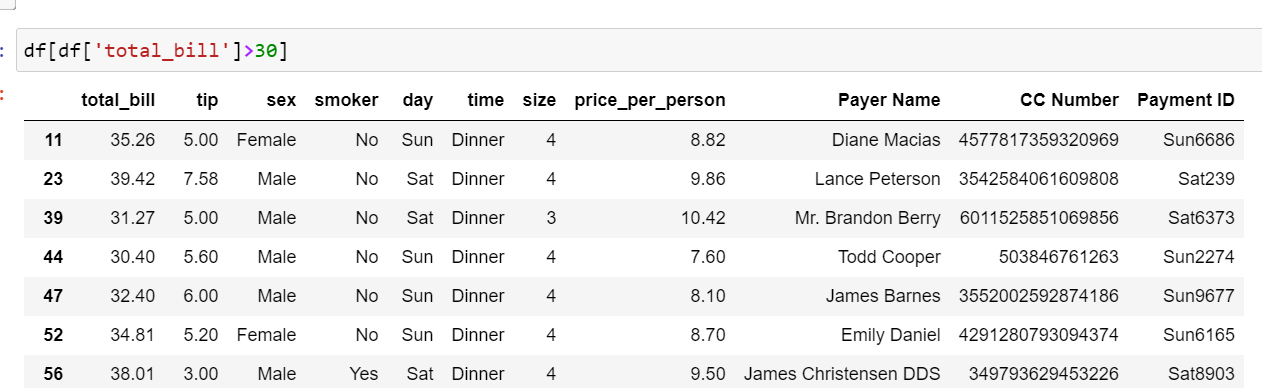 df[df['total_bill']>30]
total_bill tip sex smoker day time size price_per_person Payer Name CC Number Payment ID
11 35.26 5.00 Female No Sun Dinner 4 8.82 Diane Macias 4577817359320969 Sun6686
23 39.42 7.58 Male No Sat Dinner 4 9.86 Lance Peterson 3542584061609808 Sat239
39 31.27 5.00 Male No Sat Dinner 3 10.42 Mr. Brandon Berry 6011525851069856 Sat6373
44 30.40 5.60 Male No Sun Dinner 4 7.60 Todd Cooper 503846761263 Sun2274
47 32.40 6.00 Male No Sun Dinner 4 8.10 James Barnes 3552002592874186 Sun9677
52 34.81 5.20 Female No Sun Dinner 4 8.70 Emily Daniel 4291280793094374 Sun6165
56 38.01 3.00 Male Yes Sat Dinner 4 9.50 James Christensen DDS 349793629453226 Sat8903